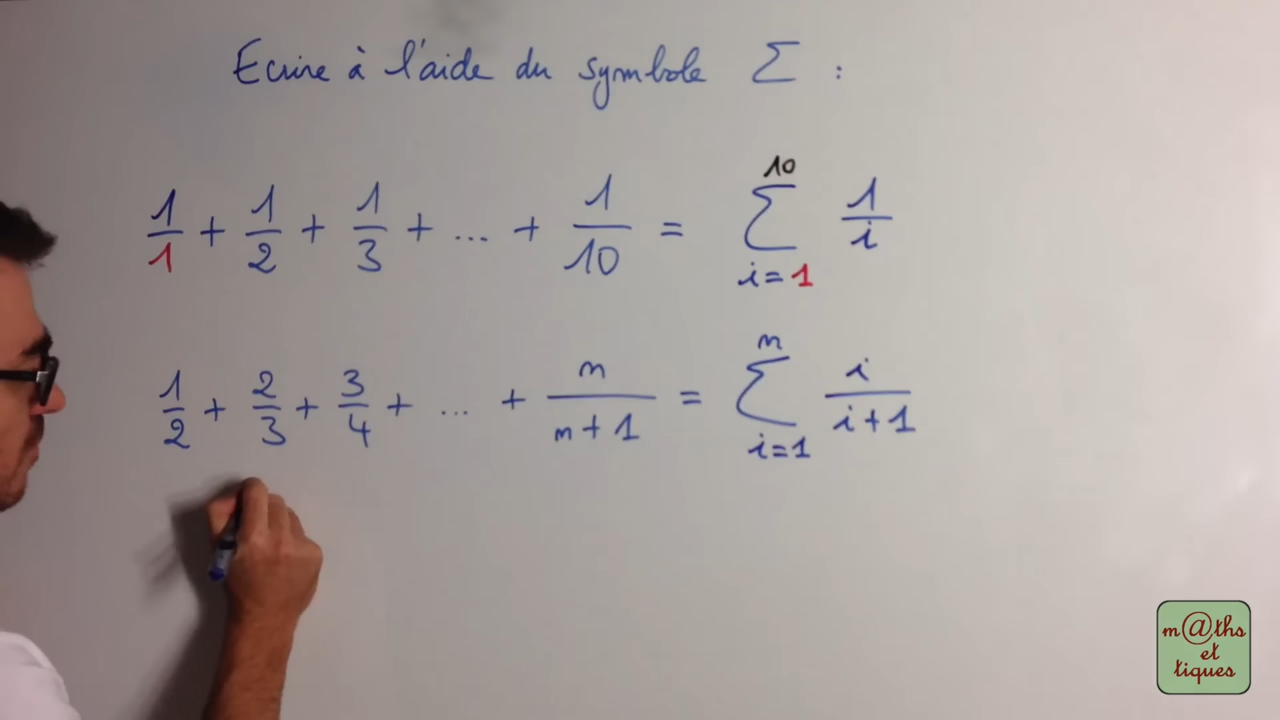 Ecrire à l'aide du symbole Σ :
1/1 + 1/2 + 1/3 + ... + 1/10 = Σ_{i=1}^{10} 1/i
1/2 + 2/3 + 3/4 + ... + n/(n+1) = Σ_{i=1}^{n} i/(i+1)
m@ths
et
tiques